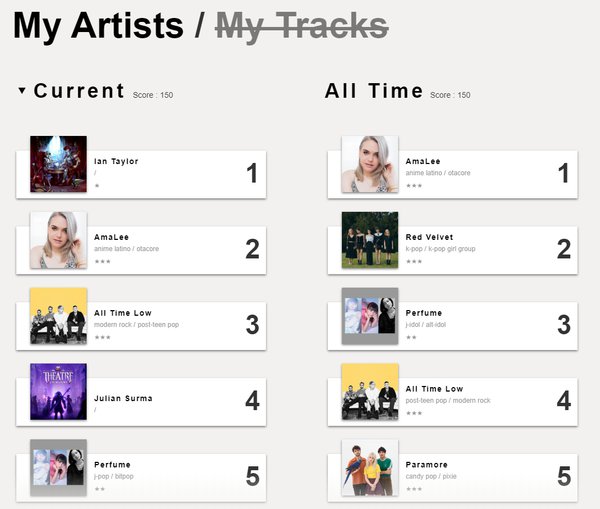 My Artists / My Tracks
▼ Current Score : 150
Ian Taylor
/
★
1
AmaLee
anime latino / otacore
★★★
2
All Time Low
modern rock / post-teen pop
★★★
3
THEATRE
Julian Surma
/
4
Perfume
j-pop / bitpop
★★
5
All Time Score : 150
AmaLee
anime latino / otacore
★★★
1
Red Velvet
k-pop / k-pop girl group
★★★
2
Perfume
j-idol / alt-idol
★★
3
All Time Low
post-teen pop / modern rock
★★★
4
Paramore
candy pop / pixie
★★★
5